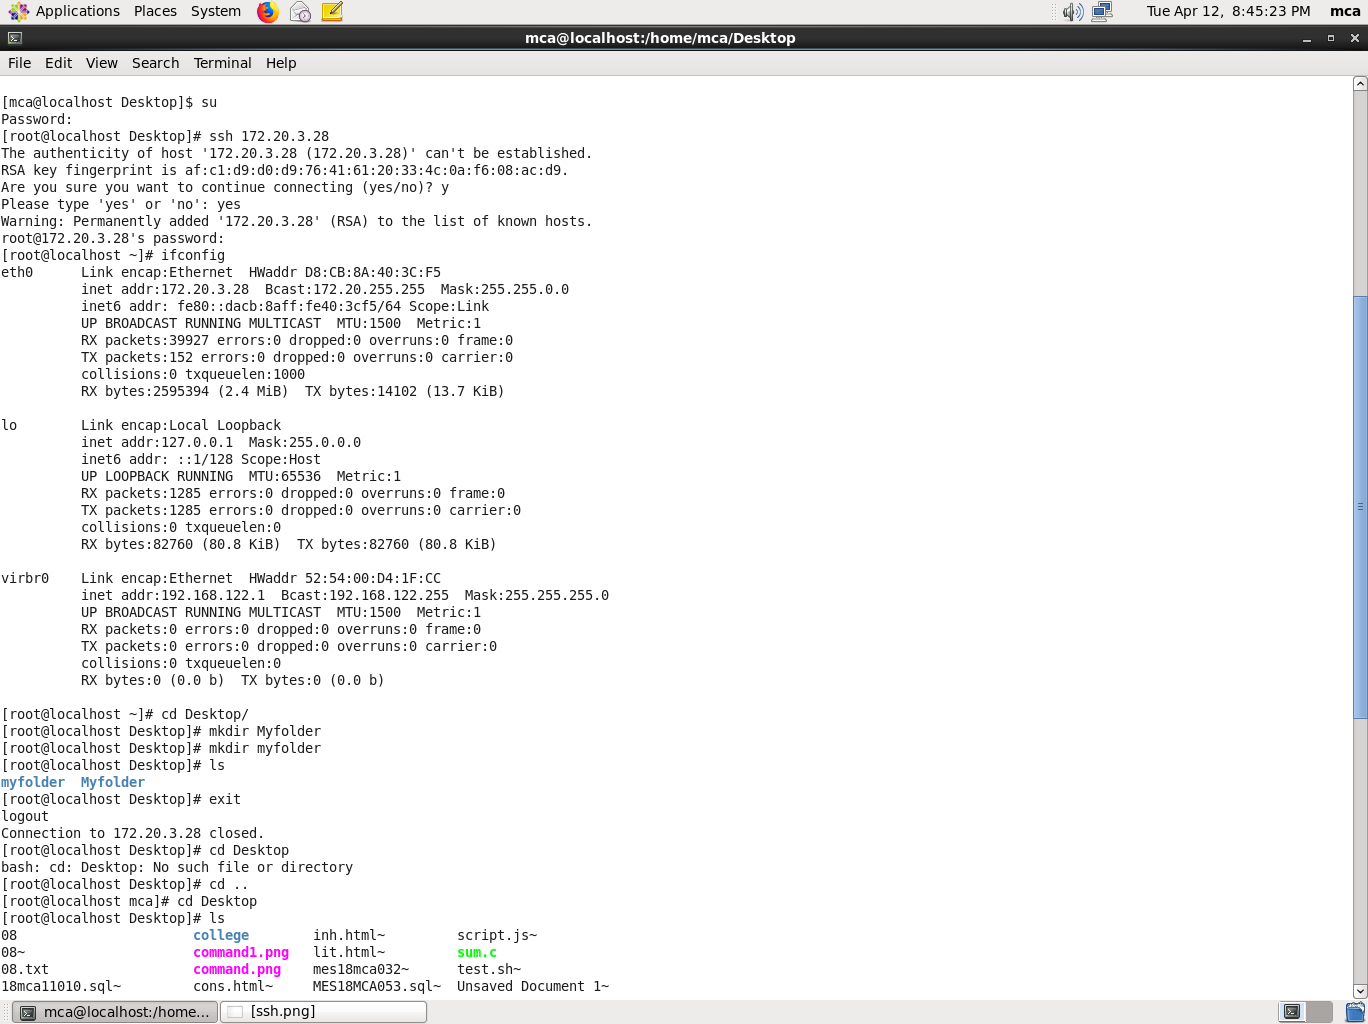 Applications Places System Tue Apr 12, 8:45:23 PM mca
mca@localhost:/home/mca/Desktop
File Edit View Search Terminal Help
[mca@localhost Desktop]$ su
Password:
[root@localhost Desktop]# ssh 172.20.3.28
The authenticity of host '172.20.3.28 (172.20.3.28)' can't be established.
RSA key fingerprint is af:c1:d9:d0:d9:76:41:61:20:33:4c:0a:f6:08:ac:d9.
Are you sure you want to continue connecting (yes/no)? y
Please type 'yes' or 'no': yes
Warning: Permanently added '172.20.3.28' (RSA) to the list of known hosts.
root@172.20.3.28's password:
[root@localhost ~]# ifconfig
eth0      Link encap:Ethernet  HWaddr D8:CB:8A:40:3C:F5
          inet addr:172.20.3.28  Bcast:172.20.255.255  Mask:255.255.0.0
          inet6 addr: fe80::dacb:8aff:fe40:3cf5/64 Scope:Link
          UP BROADCAST RUNNING MULTICAST  MTU:1500  Metric:1
          RX packets:39927 errors:0 dropped:0 overruns:0 frame:0
          TX packets:152 errors:0 dropped:0 overruns:0 carrier:0
          collisions:0 txqueuelen:1000
          RX bytes:2595394 (2.4 MiB)  TX bytes:14102 (13.7 KiB)
lo        Link encap:Local Loopback
          inet addr:127.0.0.1  Mask:255.0.0.0
          inet6 addr: ::1/128 Scope:Host
          UP LOOPBACK RUNNING  MTU:65536  Metric:1
          RX packets:1285 errors:0 dropped:0 overruns:0 frame:0
          TX packets:1285 errors:0 dropped:0 overruns:0 carrier:0
          collisions:0 txqueuelen:0
          RX bytes:82760 (80.8 KiB)  TX bytes:82760 (80.8 KiB)
virbr0    Link encap:Ethernet  HWaddr 52:54:00:D4:1F:CC
          inet addr:192.168.122.1  Bcast:192.168.122.255  Mask:255.255.255.0
          UP BROADCAST RUNNING MULTICAST  MTU:1500  Metric:1
          RX packets:0 errors:0 dropped:0 overruns:0 frame:0
          TX packets:0 errors:0 dropped:0 overruns:0 carrier:0
          collisions:0 txqueuelen:0
          RX bytes:0 (0.0 b)  TX bytes:0 (0.0 b)
[root@localhost ~]# cd Desktop/
[root@localhost Desktop]# mkdir Myfolder
[root@localhost Desktop]# mkdir myfolder
[root@localhost Desktop]# ls
myfolder  Myfolder
[root@localhost Desktop]# exit
logout
Connection to 172.20.3.28 closed.
[root@localhost Desktop]# cd Desktop
bash: cd: Desktop: No such file or directory
[root@localhost Desktop]# cd ..
[root@localhost mca]# cd Desktop
[root@localhost Desktop]# ls
08                      college        inh.html~         script.js~
08~                     command1.png   lit.html~         sum.c
08.txt                  command.png    mes18mca032~      test.sh~
18mca11010.sql~         cons.html~     MES18MCA053.sql~  Unsaved Document 1~
mca@localhost:/home... [ssh.png]